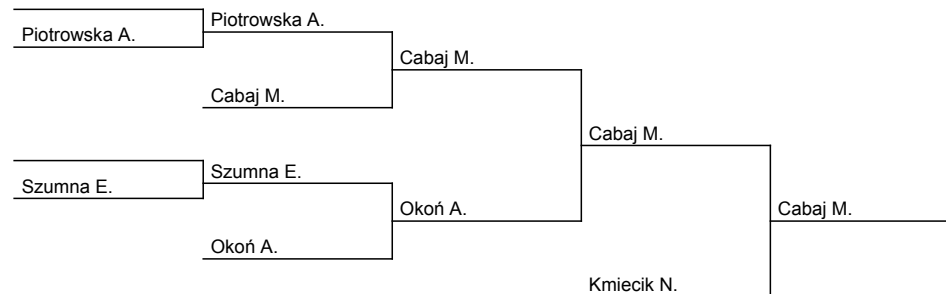 Piotrowska A.
Piotrowska A.
Cabaj M.
Cabaj M.
Cabaj M.
Szumna E.
Szumna E.
Okoń A.
Cabaj M.
Okoń A.
Kmiecik N.